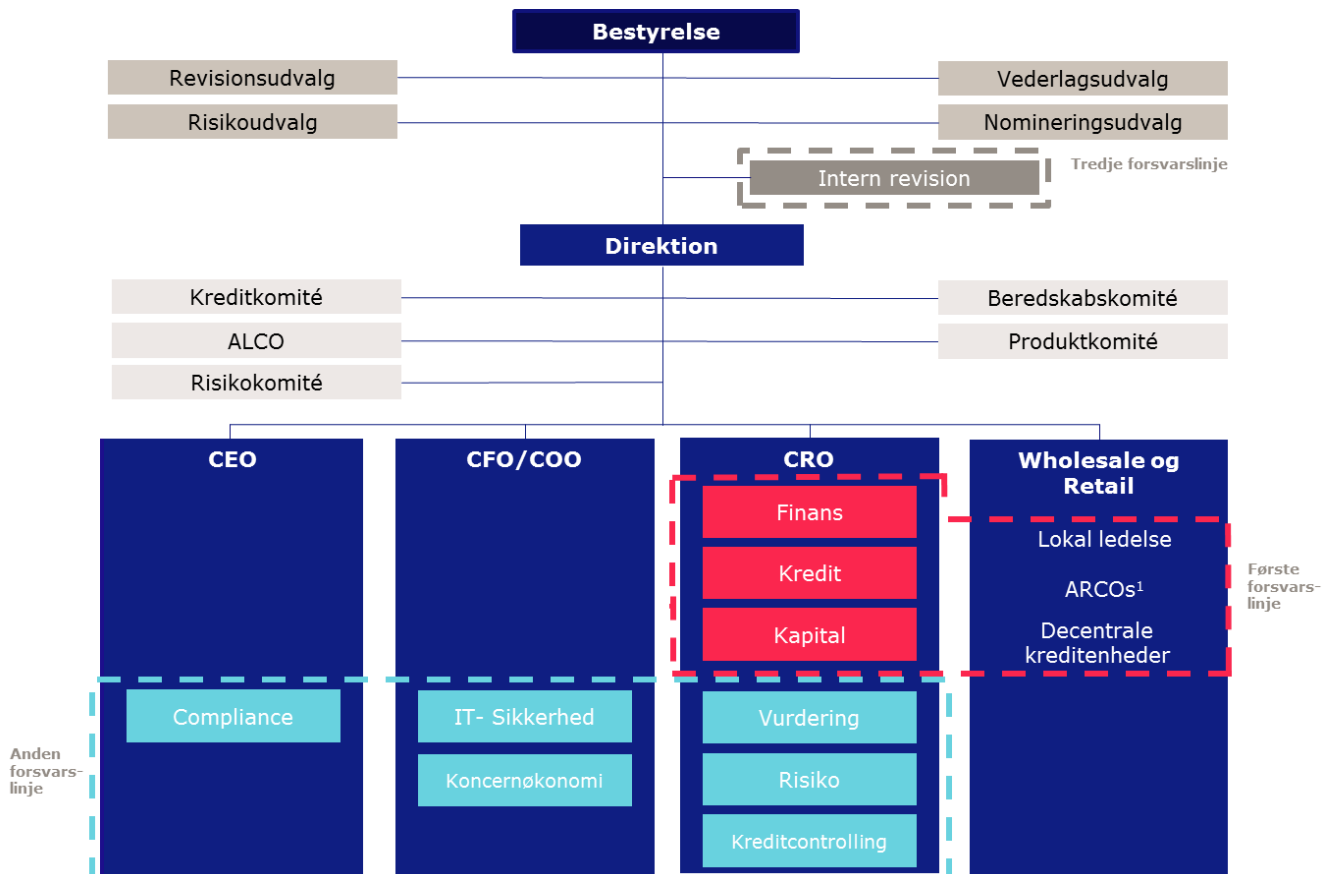 Bestyrelse
Revisionsudvalg
Vederlagsudvalg
Risikoudvalg
Nomineringsudvalg
Intern revision
Tredje forsvarslinje
Direktion
Kreditkomité
Beredskabskomité
ALCO
Produktkomité
Risikokomité
CEO
CFO/COO
CRO
Wholesale og
Retail
Finans
Kredit
Kapital
Lokal ledelse
ARCOs¹
Decentrale
kreditenheder
Første
forsvars-
linje
Anden
forsvars-
linje
Compliance
IT- Sikkerhed
Koncernøkonomi
Vurdering
Risiko
Kreditcontrolling